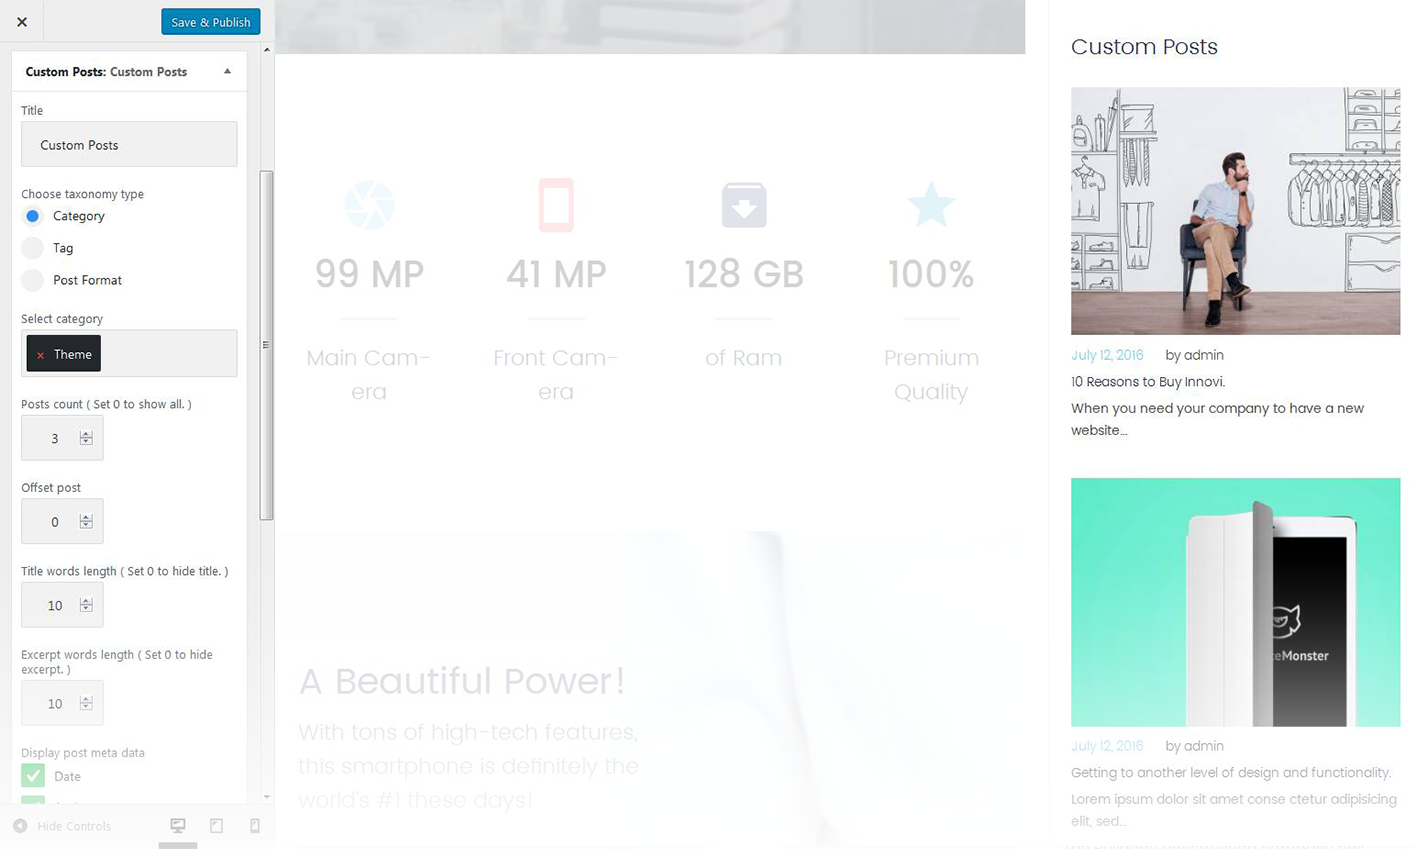 ×
Save & Publish
Custom Posts: Custom Posts
Title
Custom Posts
Choose taxonomy type
Category
Tag
Post Format
Select category
× Theme
Posts count ( Set 0 to show all. )
3
Offset post
0
Title words length ( Set 0 to hide title. )
10
Excerpt words length ( Set 0 to hide
excerpt. )
10
Display post meta data
Date
Hide Controls
99 MP
Main Cam-
era
41 MP
Front Cam-
era
128 GB
of Ram
100%
Premium
Quality
A Beautiful Power!
With tons of high-tech features,
this smartphone is definitely the
world's #1 these days!
Custom Posts
July 12, 2016 by admin
10 Reasons to Buy Innovi.
When you need your company to have a new
website...
teMonster
July 12, 2016 by admin
Getting to another level of design and functionality.
Lorem ipsum dolor sit amet conse ctetur adipisicing
elit, sed...